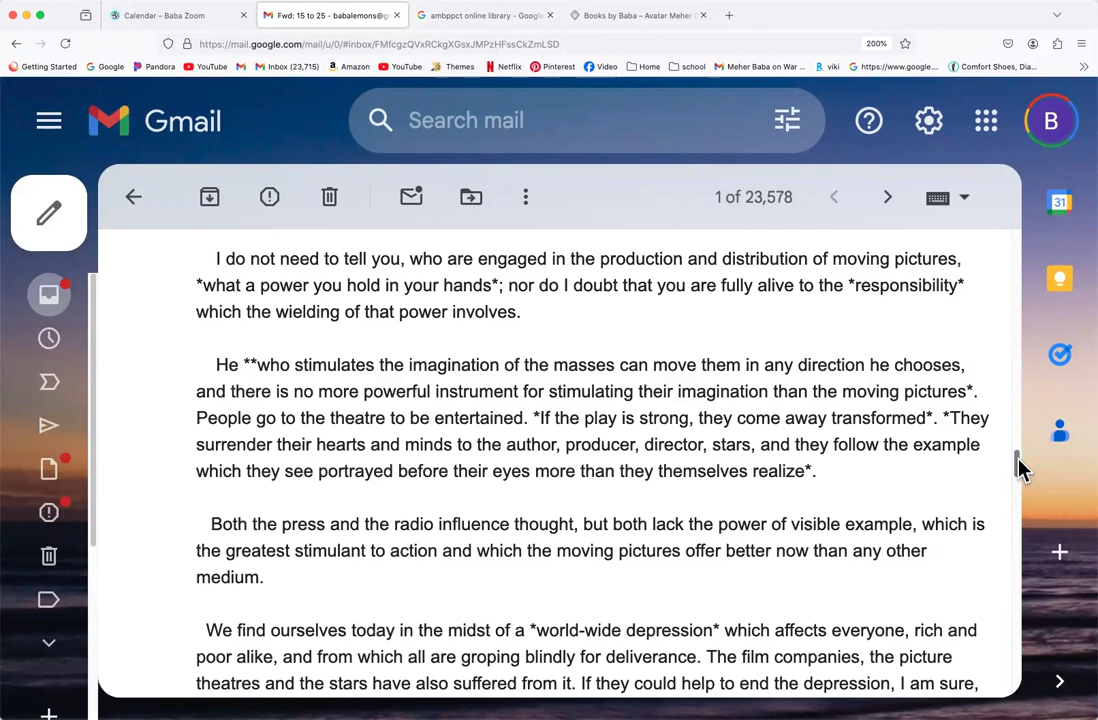 Calendar – Baba Zoom
Fwd: 15 to 25 - babalemons@g
ambppct online library - Google
Books by Baba – Avatar Meher
https://mail.google.com/mail/u/0/#inbox/FMfcgzQVxRCkgXGsxJMPzHFssCkZmLSD
200%
Getting Started
Google
Pandora
YouTube
Inbox (23,715)
Amazon
YouTube
Themes
Netflix
Pinterest
Video
Home
school
Meher Baba on War ...
viki
https://www.google....
Comfort Shoes, Dia...
Gmail
Search mail
B
1 of 23,578
31
I do not need to tell you, who are engaged in the production and distribution of moving pictures,
*what a power you hold in your hands*; nor do I doubt that you are fully alive to the *responsibility*
which the wielding of that power involves.
He **who stimulates the imagination of the masses can move them in any direction he chooses,
and there is no more powerful instrument for stimulating their imagination than the moving pictures*.
People go to the theatre to be entertained. *If the play is strong, they come away transformed*. *They
surrender their hearts and minds to the author, producer, director, stars, and they follow the example
which they see portrayed before their eyes more than they themselves realize*.
Both the press and the radio influence thought, but both lack the power of visible example, which is
the greatest stimulant to action and which the moving pictures offer better now than any other
medium.
We find ourselves today in the midst of a *world-wide depression* which affects everyone, rich and
poor alike, and from which all are groping blindly for deliverance. The film companies, the picture
theatres and the stars have also suffered from it. If they could help to end the depression, I am sure,